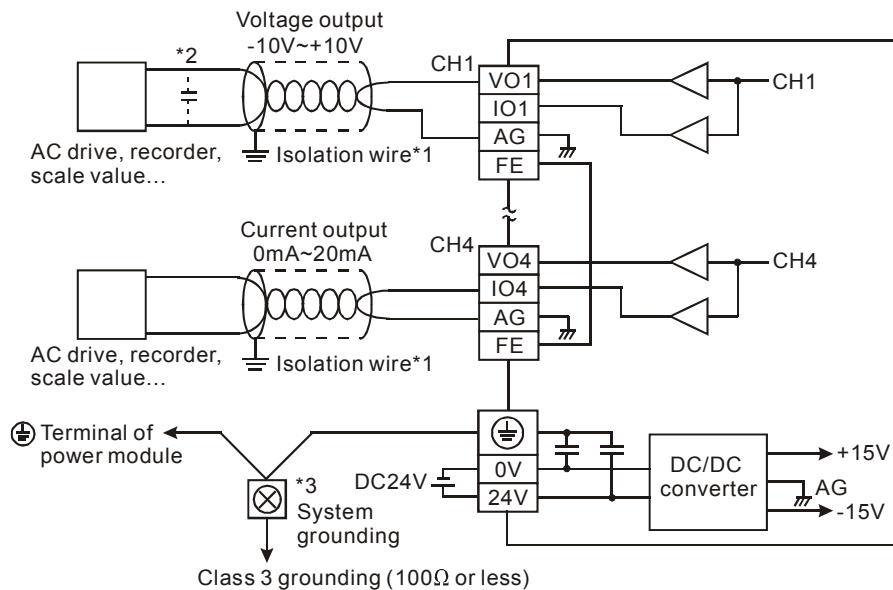 Voltage output
-10V~+10V
*2
CH1
VO1
IO1
AG
FE
CH1
AC drive, recorder,
scale value...
Isolation wire*1
Current output
0mA~20mA
CH4
VO4
IO4
AG
FE
CH4
AC drive, recorder,
scale value...
Isolation wire*1
Terminal of
power module
*3
System
grounding
Class 3 grounding (100Ω or less)
DC24V
0V
24V
DC/DC
converter
+15V
AG
-15V